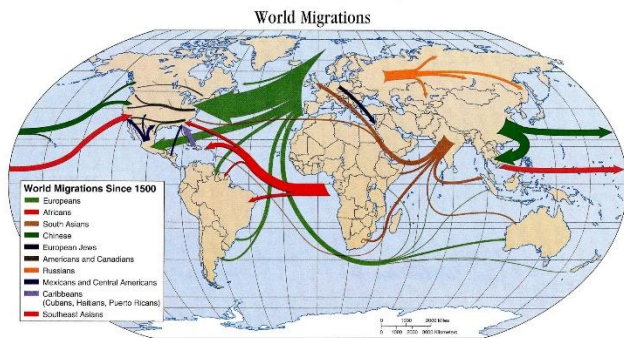 World Migrations
World Migrations Since 1500
Europeans
Africans
South Asians
Chinese
European Jews
Americans and Canadians
Russians
Mexicans and Central Americans
Caribbeans
(Cubans, Haitians, Puerto Ricans)
Southeast Asians